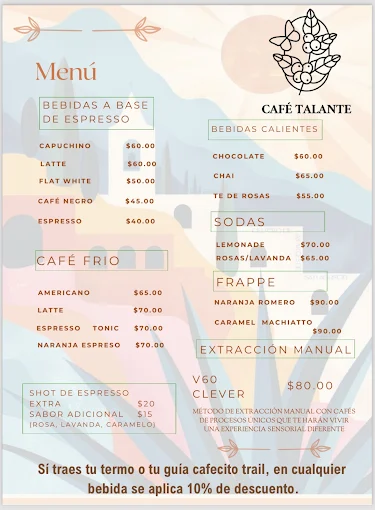 Menú
CAFÉ TALANTE
BEBIDAS A BASE
DE ESPRESSO
CAPUCHINO $60.00
LATTE $60.00
FLAT WHITE $50.00
CAFÉ NEGRO $45.00
ESPRESSO $40.00
CAFÉ FRIO
AMERICANO $65.00
LATTE $70.00
ESPRESSO TONIC $70.00
NARANJA ESPRESO $70.00
SHOT DE ESPRESSO
EXTRA $20
SABOR ADICIONAL $15
(ROSA, LAVANDA, CARAMELO)
BEBIDAS CALIENTES
CHOCOLATE $60.00
CHAI $65.00
TE DE ROSAS $55.00
SODAS
LEMONADE $70.00
ROSAS/LAVANDA $65.00
FRAPPE
NARANJA ROMERO $90.00
CARAMEL MACHIATTO
$90.00
EXTRACCIÓN MANUAL
V60
CLEVER $80.00
METODO DE EXTRACCIÓN MANUAL CON CAFÉS
DE PROCESOS UNICOS QUE TE HARÁN VIVIR
UNA EXPERIENCIA SENSORIAL DIFERENTE
Si traes tu termo o tu guía cafecito trail, en cualquier
bebida se aplica 10% de descuento.